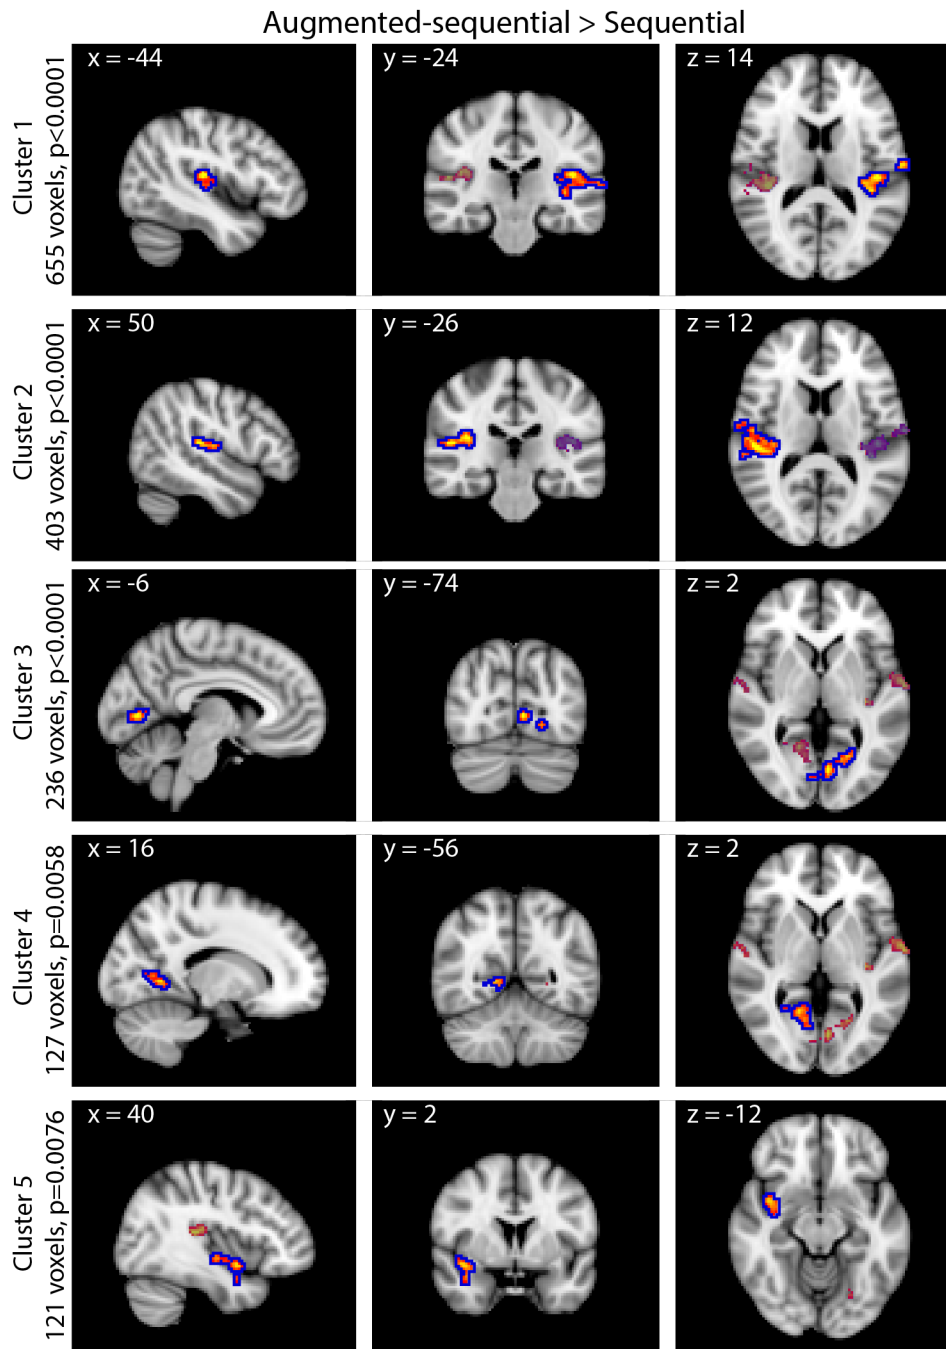 Augmented-sequential > Sequential
Cluster 1
655 voxels, p<0.0001
x = -44
y = -24
z = 14
Cluster 2
403 voxels, p<0.0001
x = 50
y = -26
z = 12
Cluster 3
236 voxels, p<0.0001
x = -6
y = -74
z = 2
Cluster 4
127 voxels, p=0.0058
x = 16
y = -56
z = 2
Cluster 5
121 voxels, p=0.0076
x = 40
y = 2
z = -12